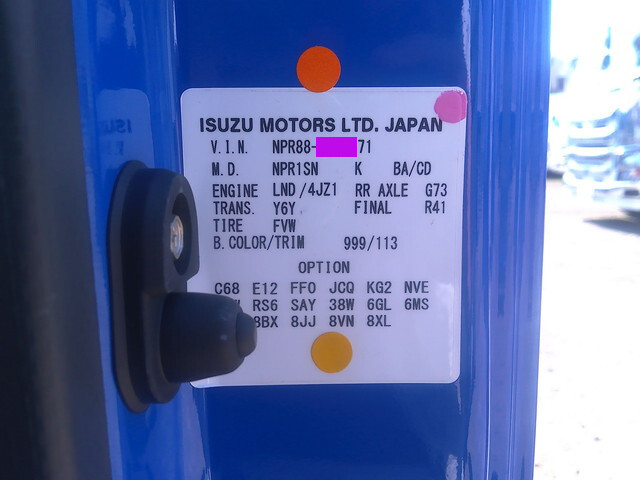 ISUZU MOTORS LTD. JAPAN
V.I.N. NPR88- 71
M.D. NPR1SN K BA/CD
ENGINE LND/4JZ1 RR AXLE G73
TRANS. Y6Y FINAL R41
TIRE FVW
B.COLOR/TRIM 999/113
OPTION
C68 E12 FF0 JCQ KG2 NVE
RS6 SAY 38W 6GL 6MS
8BX 8JJ 8VN 8XL